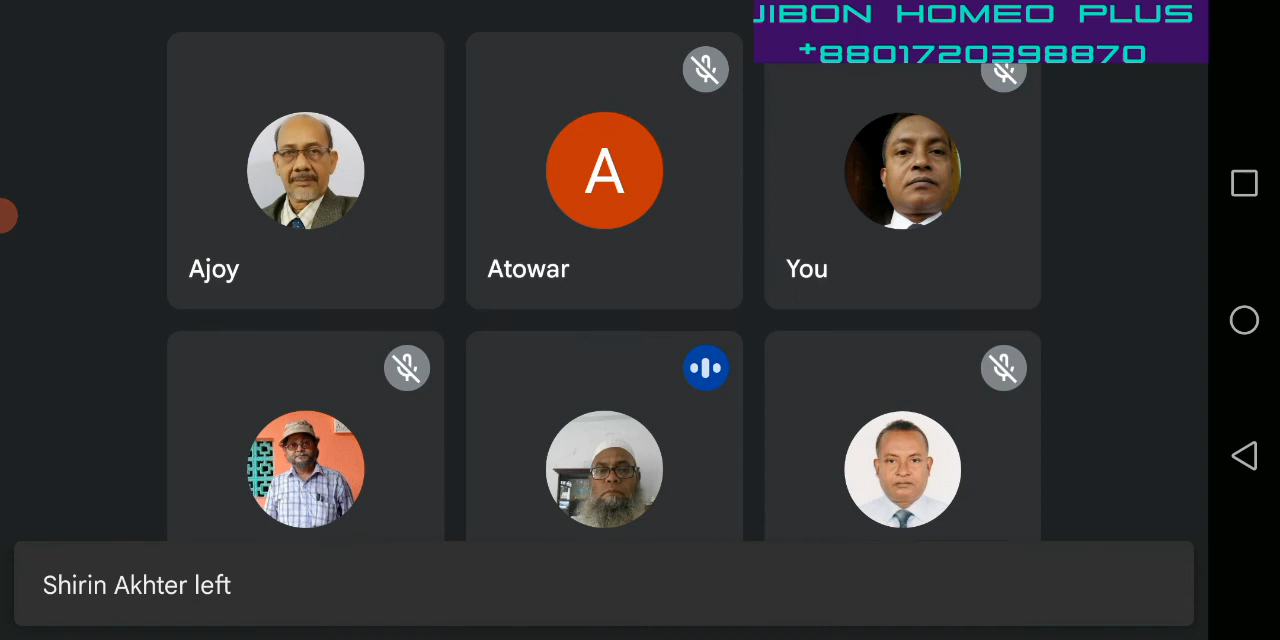 JIBON HOMEO PLUS
+8801720398870
A
Ajoy
Atowar
You
Shirin Akhter left